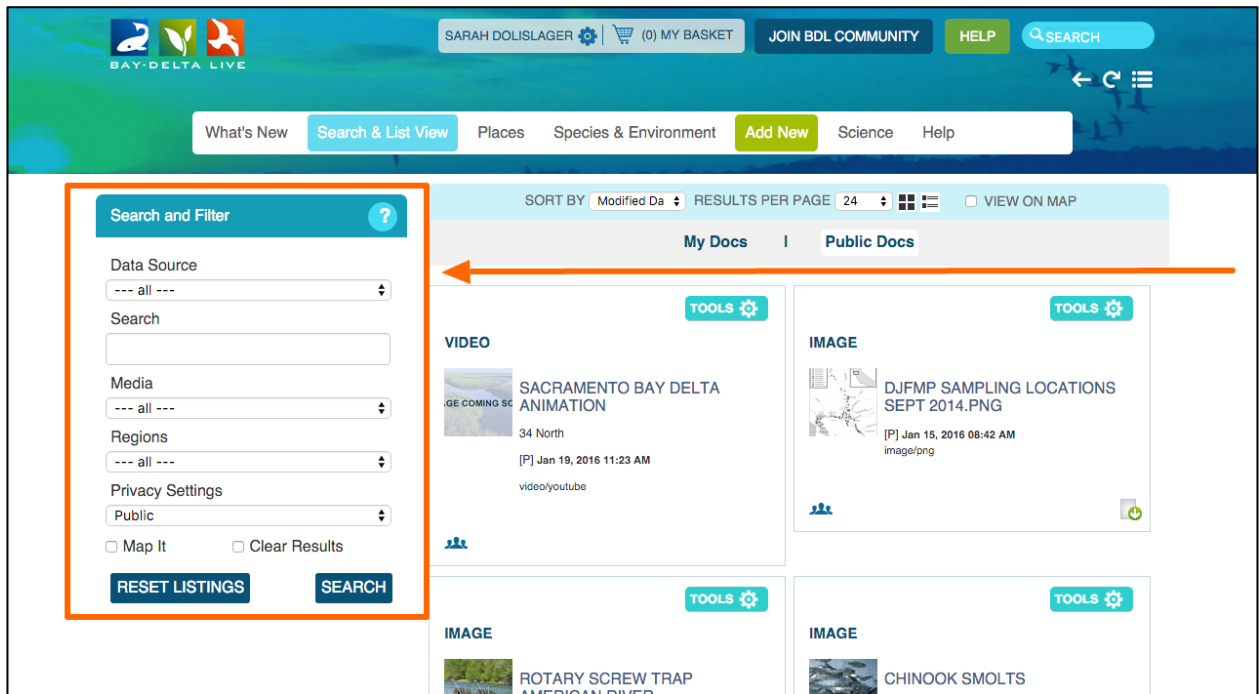 BAY-DELTA LIVE
SARAH DOLISLAGER
(0) MY BASKET
JOIN BDL COMMUNITY
HELP
SEARCH
What's New
Search & List View
Places
Species & Environment
Add New
Science
Help
Search and Filter
?
Data Source
--- all ---
Search
Media
--- all ---
Regions
--- all ---
Privacy Settings
Public
Map It
Clear Results
RESET LISTINGS
SEARCH
SORT BY Modified Da RESULTS PER PAGE 24 VIEW ON MAP
My Docs | Public Docs
TOOLS
VIDEO
GE COMING SO
SACRAMENTO BAY DELTA
ANIMATION
34 North
[P] Jan 19, 2016 11:23 AM
video/youtube
TOOLS
IMAGE
DJFMP SAMPLING LOCATIONS
SEPT 2014.PNG
[P] Jan 15, 2016 08:42 AM
image/png
TOOLS
IMAGE
ROTARY SCREW TRAP
AMERICAN RIVER
TOOLS
IMAGE
CHINOOK SMOLTS